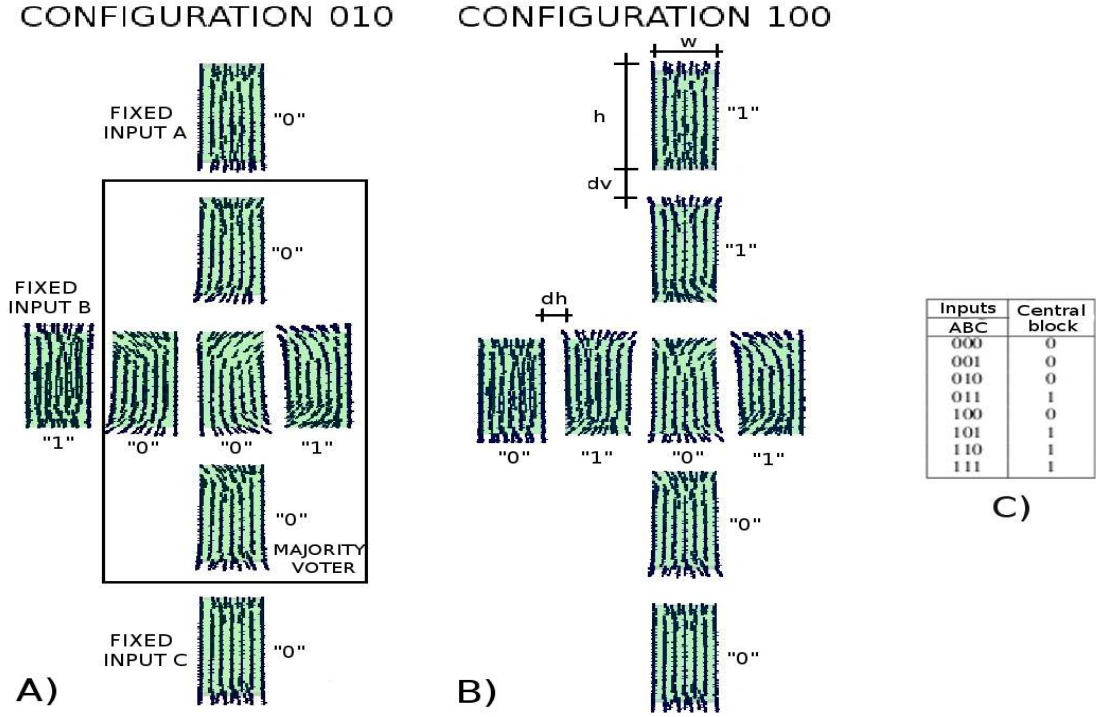 CONFIGURATION 010
FIXED
INPUT A
"0"
"0"
FIXED
INPUT B
"1"
"0"
"0"
"1"
"0"
MAJORITY
VOTER
FIXED
INPUT C
"0"
A)
CONFIGURATION 100
w
h
"1"
dv
"1"
dh
"0"
"1"
"0"
"1"
"0"
"0"
B)
Inputs Central
ABC block
000 0
001 0
010 0
011 1
100 0
101 1
110 1
111 1
C)